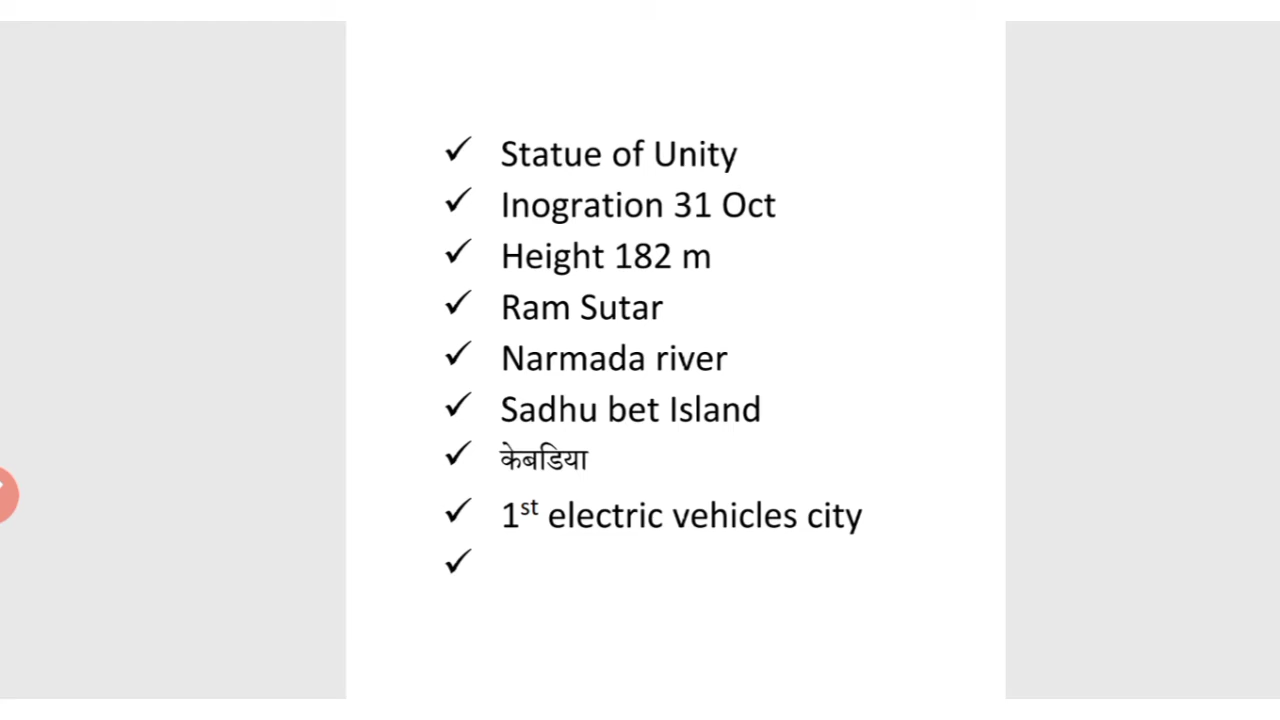 ✓ Statue of Unity
✓ Inogration 31 Oct
✓ Height 182 m
✓ Ram Sutar
✓ Narmada river
✓ Sadhu bet Island
✓ केबडिया
✓ 1st electric vehicles city
✓